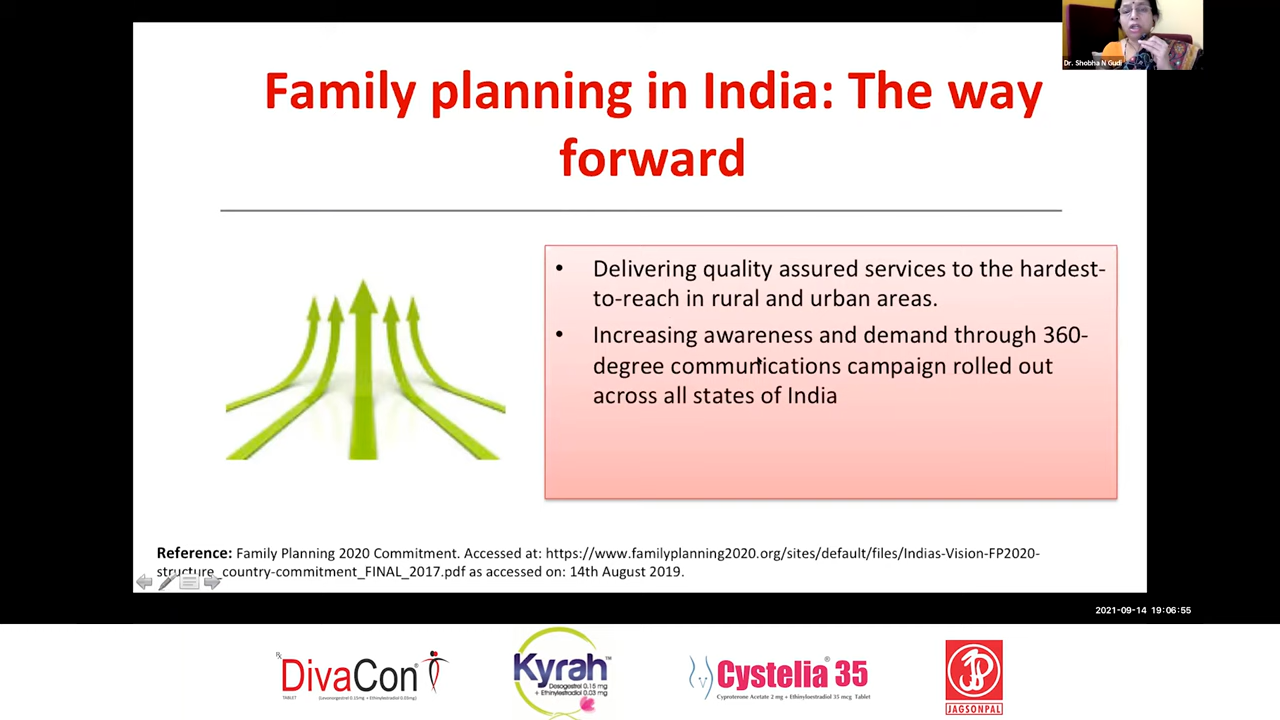 Dr. Shobha N Gudi
Family planning in India: The way
forward
• Delivering quality assured services to the hardest-
to-reach in rural and urban areas.
• Increasing awareness and demand through 360-
degree communications campaign rolled out
across all states of India
Reference: Family Planning 2020 Commitment. Accessed at: https://www.familyplanning2020.org/sites/default/files/Indias-Vision-FP2020-
structure_country-commitment_FINAL_2017.pdf as accessed on: 14th August 2019.
2021-09-14 19:06:55
DivaCon®
TABLET
Kyrah™
Desogestrel 0.15 mg
+ Ethinylestradiol 0.03 mg
Cystelia® 35
Cyproterone Acetate 2 mg + Ethinyloestradiol 35 mcg Tablet
JAGSONPAL